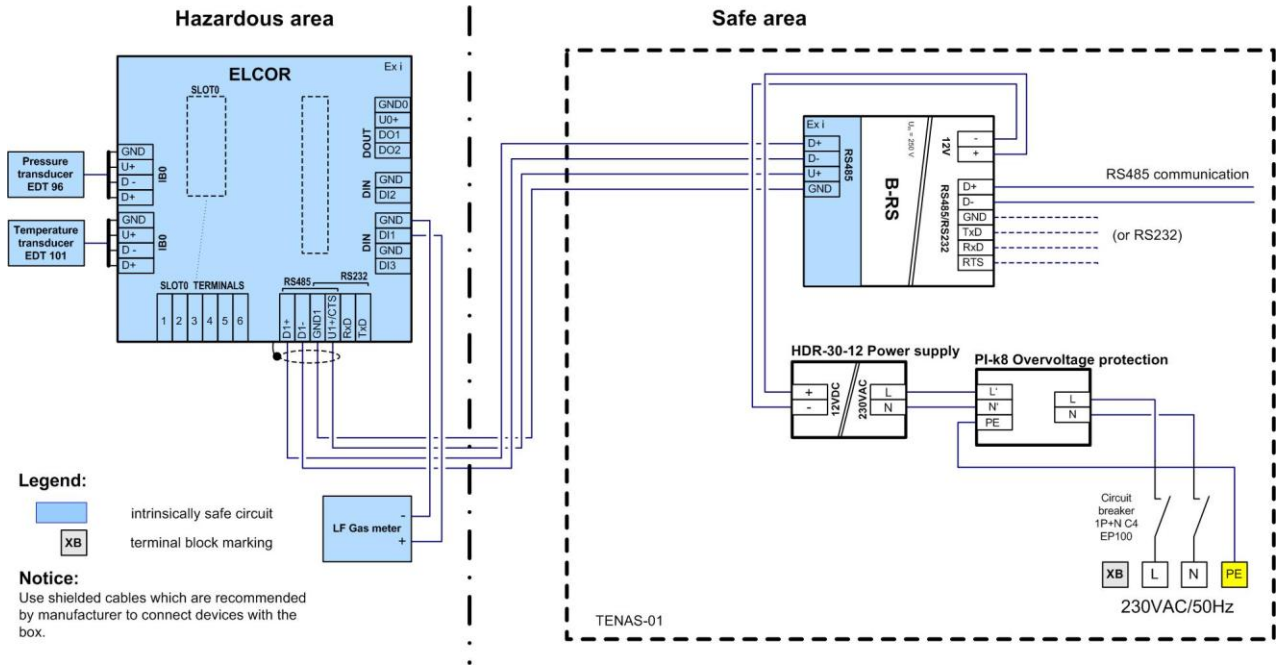 Hazardous area
Safe area
ELCOR
Ex i
SLOT0
GND0
U0+
DO1
DO2
DOUT
GND
DI2
DIN
GND
DI1
GND
DI3
DIN
Pressure
transducer
EDT 96
GND
U+
D -
D+
IB0
Temperature
transducer
EDT 101
GND
U+
D -
D+
IB0
SLOT0 TERMINALS
1 2 3 4 5 6
RS485
RS232
D1+
D1-
GND1
U1+/CTS
RxD
TxD
LF Gas meter
-
+
Legend:
intrinsically safe circuit
XB
terminal block marking
Notice:
Use shielded cables which are recommended
by manufacturer to connect devices with the
box.
Ex i
D+
D-
U+
GND
RS485
B-RS
Um = 250 V
12V
-
+
RS485/RS232
D+
D-
GND
TxD
RxD
RTS
RS485 communication
(or RS232)
HDR-30-12 Power supply
+
-
12VDC
230VAC
L
N
PI-k8 Overvoltage protection
L'
N'
PE
L
N
Circuit
breaker
1P+N C4
EP100
XB L N PE
230VAC/50Hz
TENAS-01